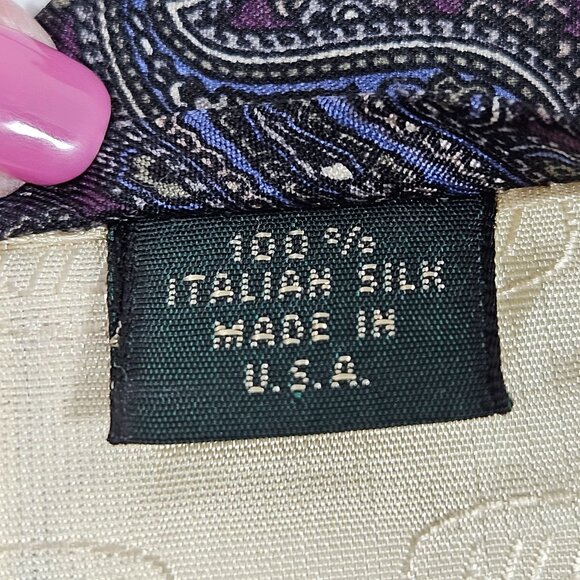 100%
ITALIAN SILK
MADE IN
U.S.A.